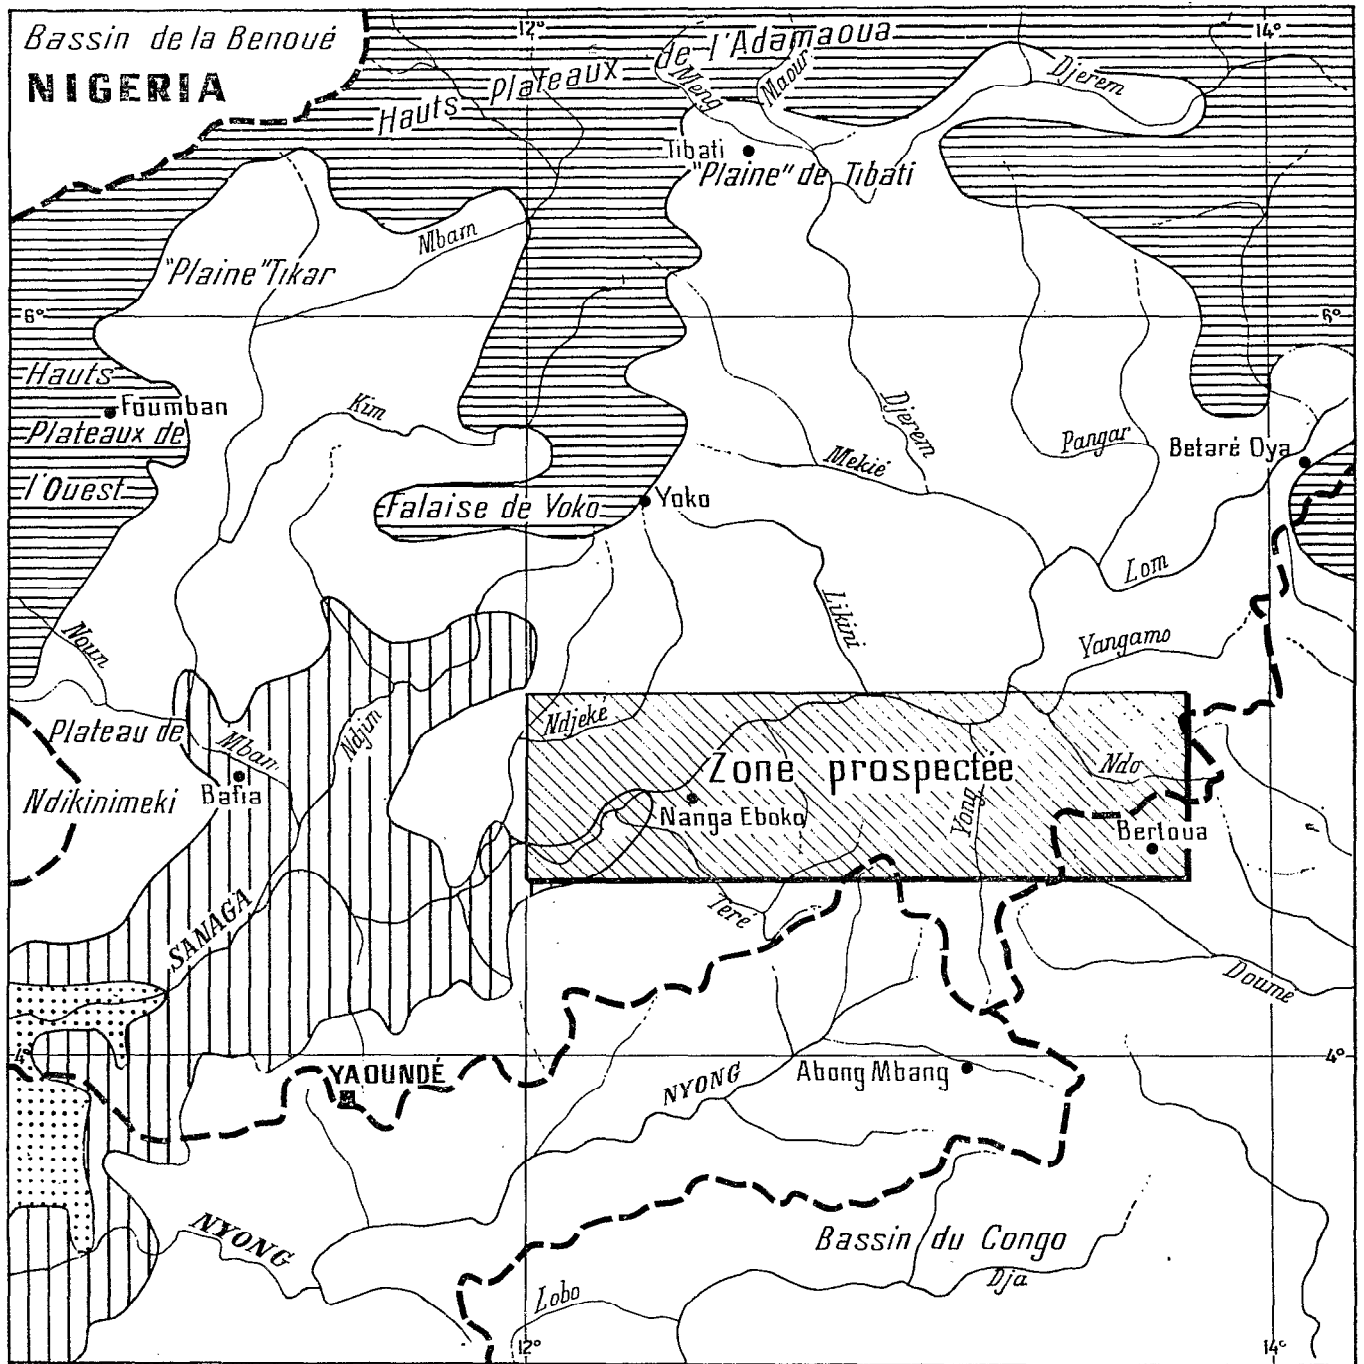 Bassin de la Benoué
NIGERIA
12°
14°
Hauts Plateaux de l'Adamaoua
Meng
Maour
Djerem
Tibati
"Plaine" de Tibati
Mbam
"Plaine" Tikar
6°
6°
Hauts
Plateaux de
l'Ouest
Foumban
Kim
Djerem
Pangar
Betaré Oya
Mekié
Falaise de Yoko
Yoko
Lom
Likini
Noun
Yangamo
Plateau de
Ndikinimeki
Mban
Ndjim
Bafia
Ndjeké
Zone prospectée
Nanga Eboko
Yong
Ndo
Bertoua
SANAGA
Téré
Doume
4°
4°
YAOUNDÉ
NYONG
Abong Mbang
NYONG
Bassin du Congo
Dja
Lobo
12°
14°